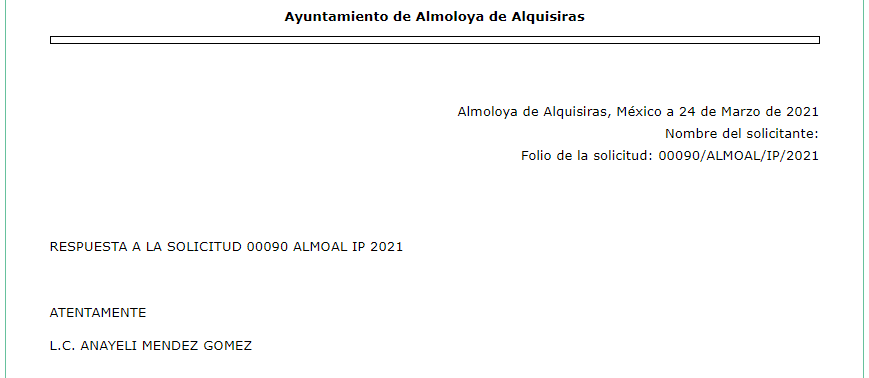 Ayuntamiento de Almoloya de Alquisiras
Almoloya de Alquisiras, México a 24 de Marzo de 2021
Nombre del solicitante:
Folio de la solicitud: 00090/ALMOAL/IP/2021
RESPUESTA A LA SOLICITUD 00090 ALMOAL IP 2021
ATENTAMENTE
L.C. ANAYELI MENDEZ GOMEZ